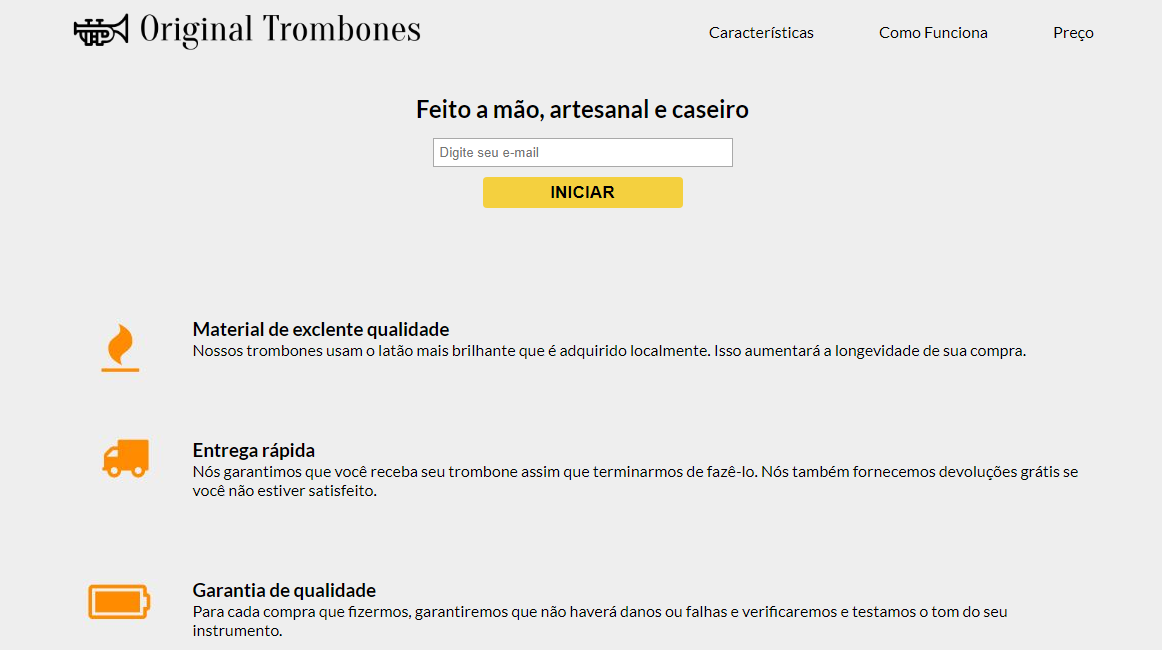 Original Trombones
Características
Como Funciona
Preço
Feito a mão, artesanal e caseiro
Digite seu e-mail
INICIAR
Material de exclente qualidade
Nossos trombones usam o latão mais brilhante que é adquirido localmente. Isso aumentará a longevidade de sua compra.
Entrega rápida
Nós garantimos que você receba seu trombone assim que terminarmos de fazê-lo. Nós também fornecemos devoluções grátis se
você não estiver satisfeito.
Garantia de qualidade
Para cada compra que fizermos, garantiremos que não haverá danos ou falhas e verificaremos e testamos o tom do seu
instrumento.